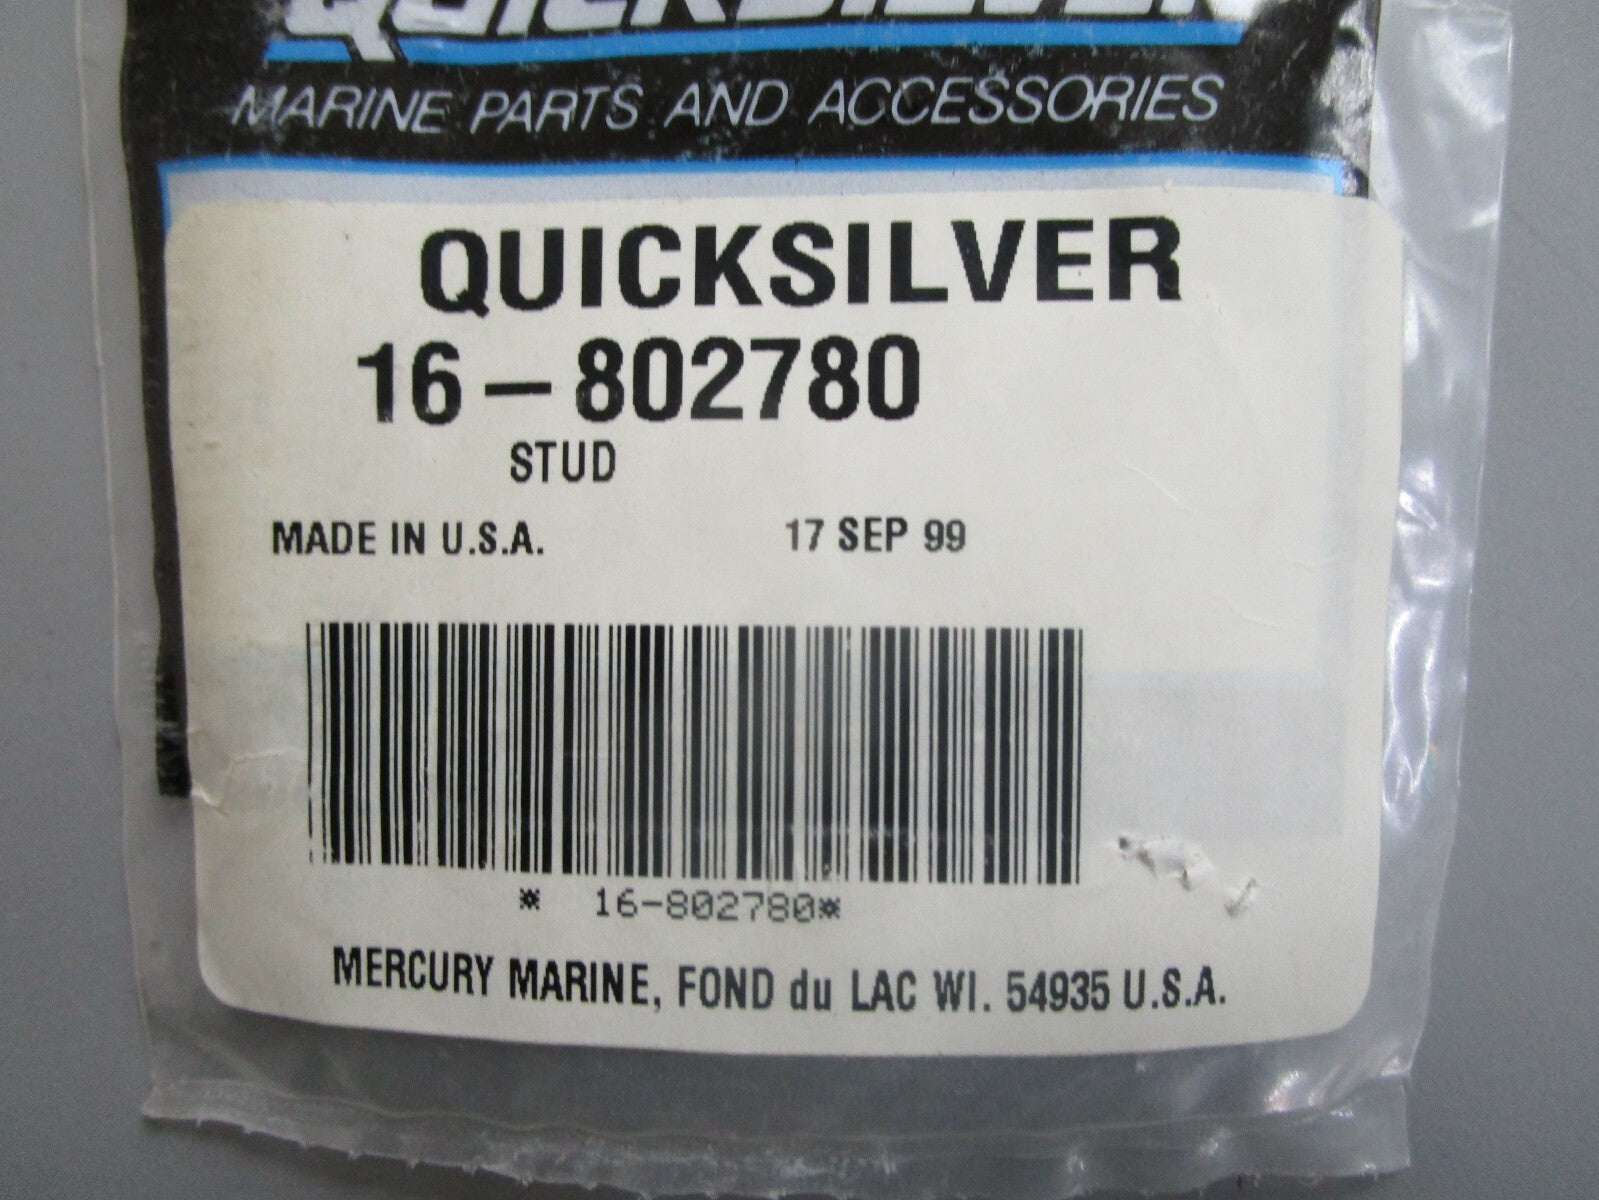 QUICKSILVER
MARINE PARTS AND ACCESSORIES
QUICKSILVER
16-802780
STUD
MADE IN U.S.A. 17 SEP 99
* 16-802780*
MERCURY MARINE, FOND du LAC WI. 54935 U.S.A.